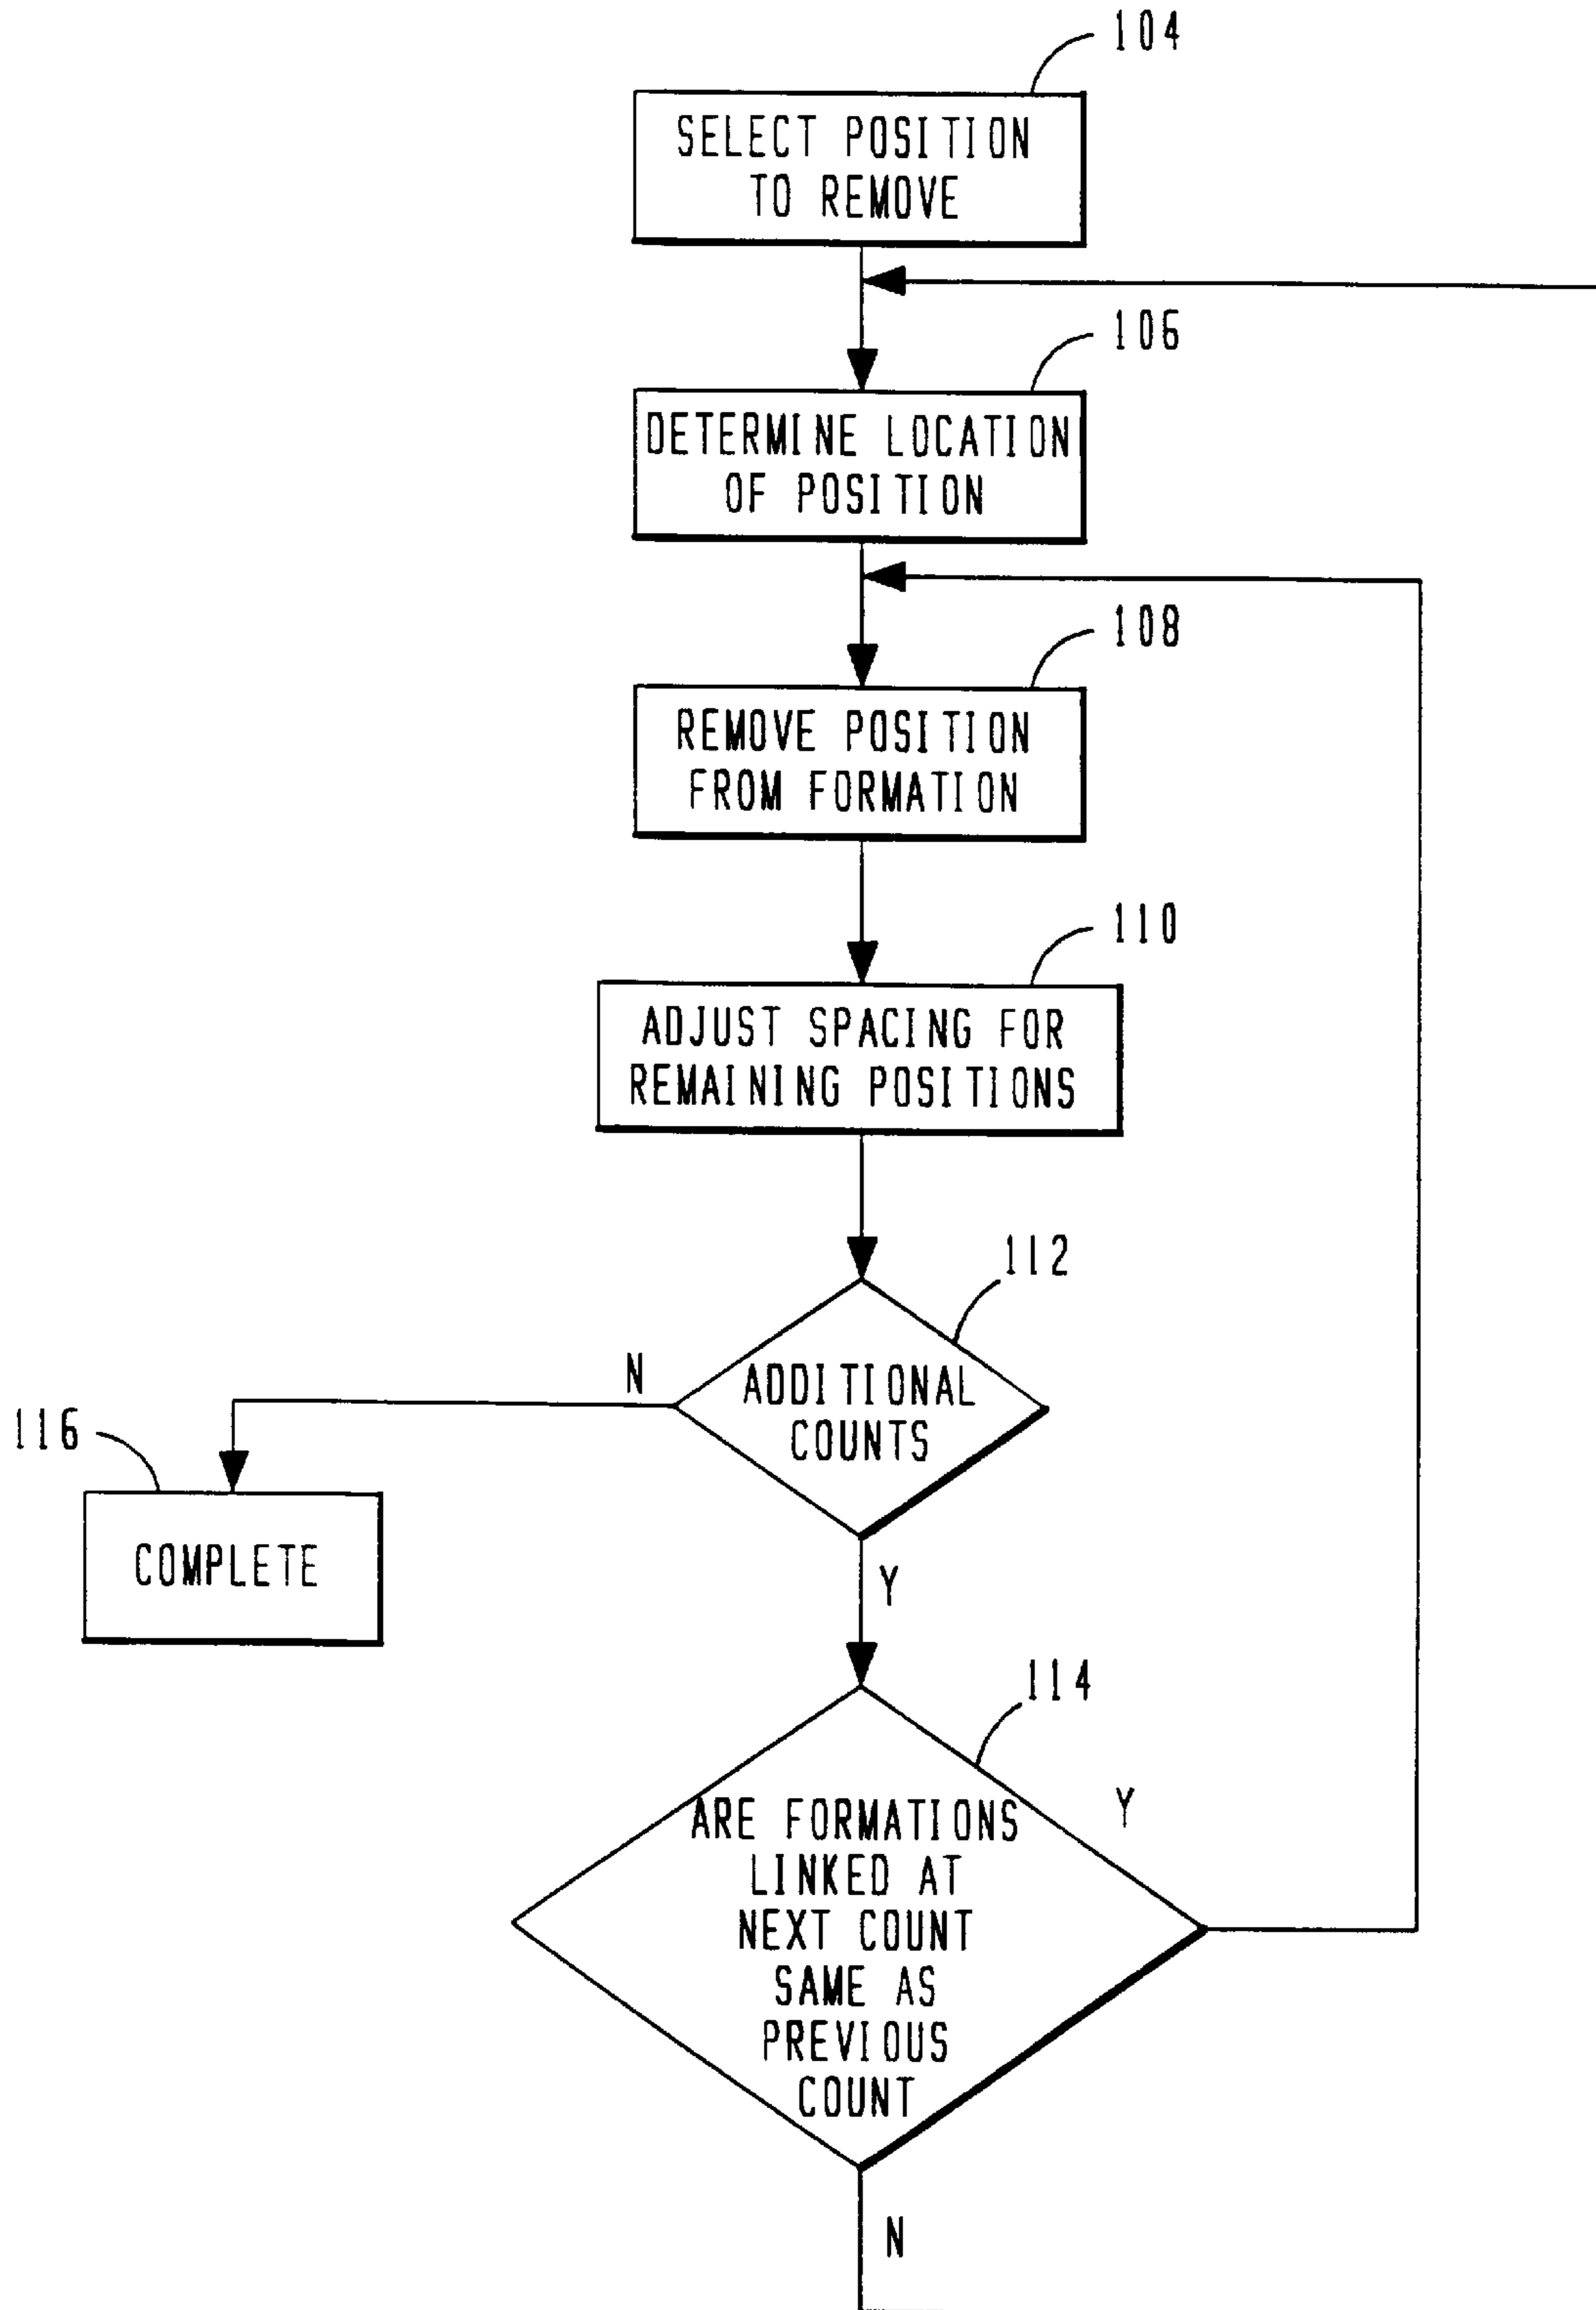 104
SELECT POSITION
TO REMOVE
106
DETERMINE LOCATION
OF POSITION
108
REMOVE POSITION
FROM FORMATION
110
ADJUST SPACING FOR
REMAINING POSITIONS
112
N
ADDITIONAL
COUNTS
116
COMPLETE
Y
114
Y
ARE FORMATIONS
LINKED AT
NEXT COUNT
SAME AS
PREVIOUS
COUNT
N